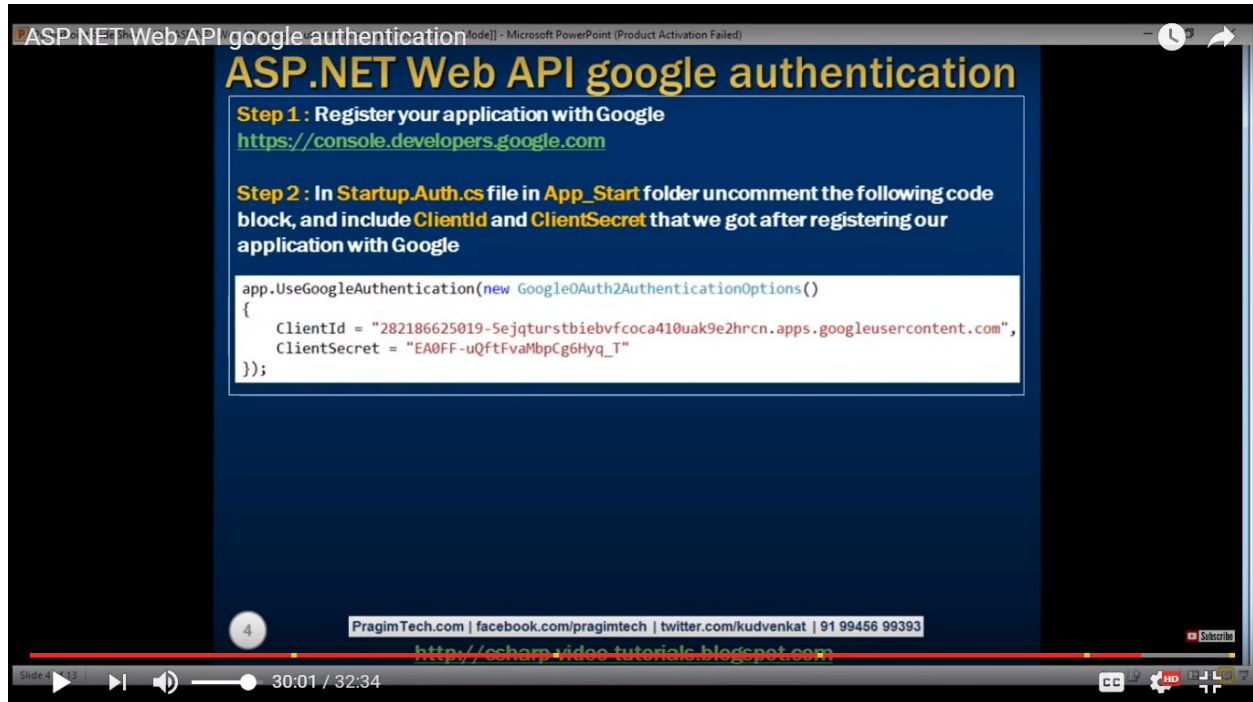 ASP NET Web API google authentication
Mode]] - Microsoft PowerPoint (Product Activation Failed)
ASP.NET Web API google authentication
Step 1 : Register your application with Google
https://console.developers.google.com
Step 2 : In Startup.Auth.cs file in App_Start folder uncomment the following code
block, and include ClientId and ClientSecret that we got after registering our
application with Google
app.UseGoogleAuthentication(new GoogleOAuth2AuthenticationOptions()
{
ClientId = "282186625019-5ejqturstbiebvfcoca410uak9e2hrcn.apps.googleusercontent.com",
ClientSecret = "EA0FF-uQftFvaMbpCg6Hyq_T"
});
4
PragimTech.com | facebook.com/pragimtech | twitter.com/kudvenkat | 91 99456 99393
Subscribe
http://csharp-video-tutorials.blogspot.com
Slide 4 of 13
30:01 / 32:34
CC
HD